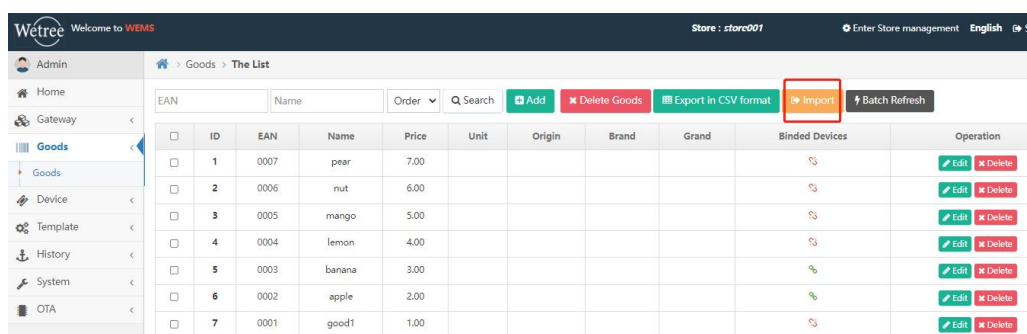 Wetree Welcome to WEMS Store : store001 Enter Store management English
Admin
Goods > The List
Home
Gateway
Goods
Goods
Device
Template
History
System
OTA
EAN Name Order Search Add Delete Goods Export in CSV format Import Batch Refresh
ID EAN Name Price Unit Origin Brand Grand Binded Devices Operation
1 0007 pear 7.00 Edit Delete
2 0006 nut 6.00 Edit Delete
3 0005 mango 5.00 Edit Delete
4 0004 lemon 4.00 Edit Delete
5 0003 banana 3.00 Edit Delete
6 0002 apple 2.00 Edit Delete
7 0001 good1 1.00 Edit Delete